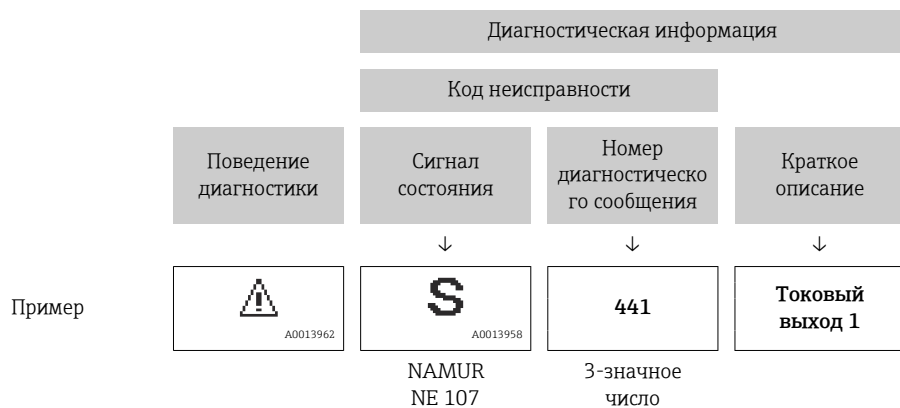 Диагностическая информация
Код неисправности
Поведение
диагностики
Сигнал
состояния
Номер
диагностическо
го сообщения
Краткое
описание
↓ ↓ ↓
Пример
A0013962
S
A0013958
441
Токовый
выход 1
NAMUR
NE 107
3-значное
число